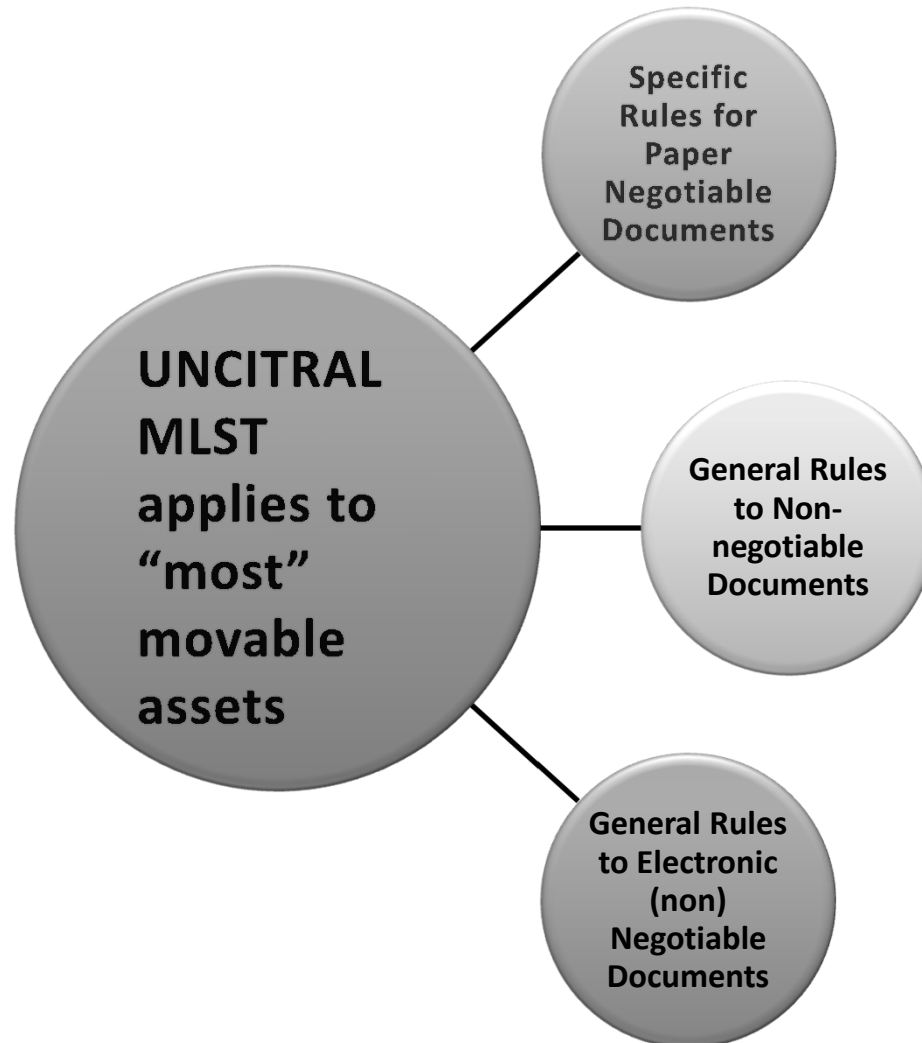 UNCITRAL
MLST
applies to
“most”
movable
assets
Specific
Rules for
Paper
Negotiable
Documents
General Rules
to Non-
negotiable
Documents
General Rules
to Electronic
(non)
Negotiable
Documents